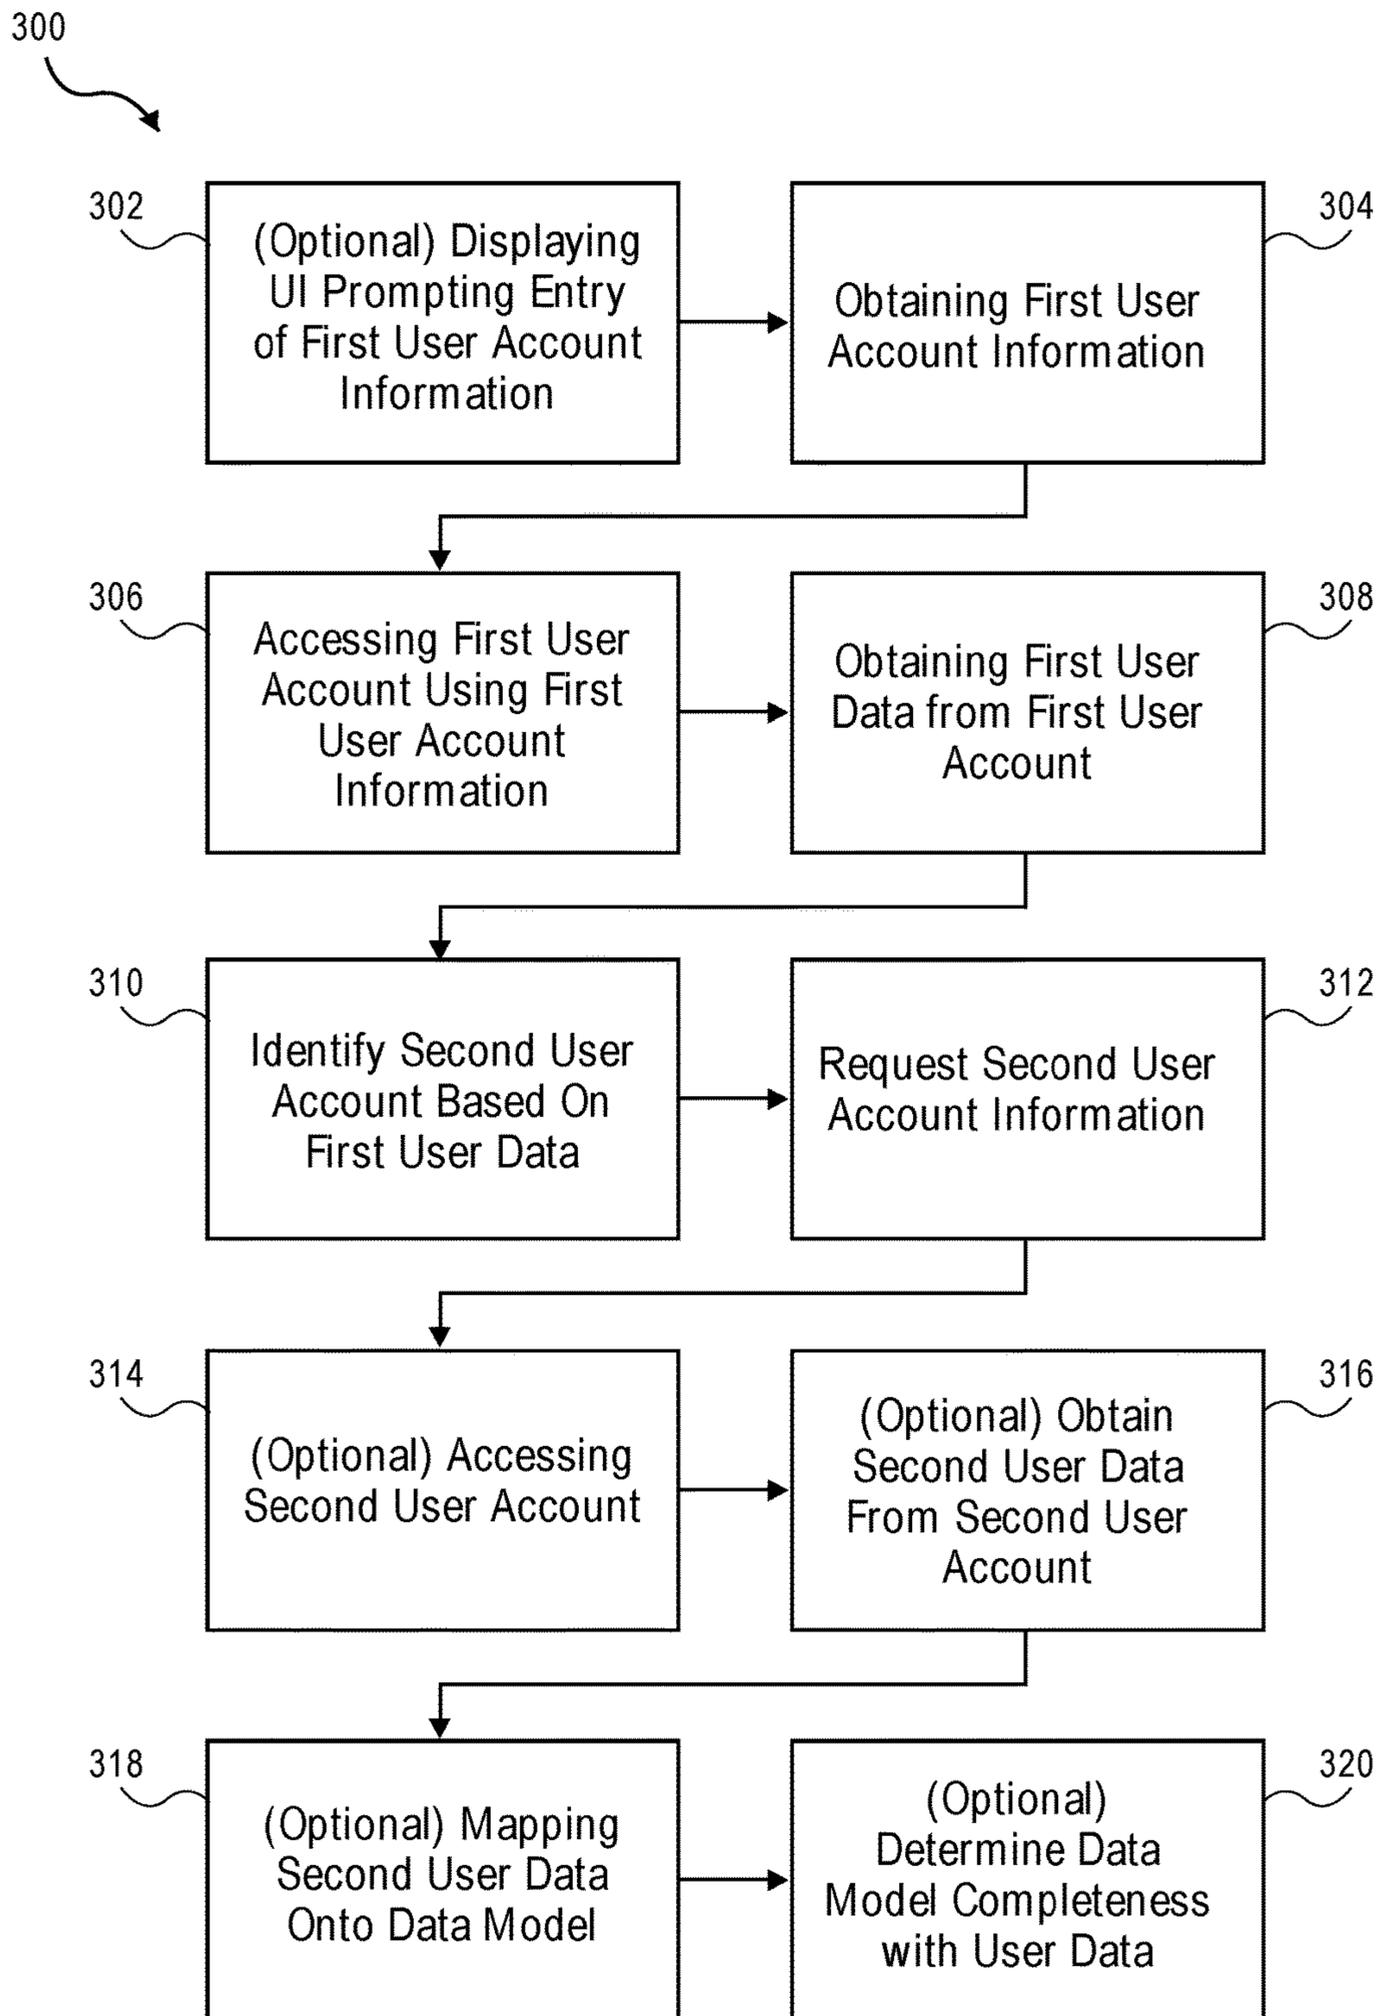 300
302
(Optional) Displaying
UI Prompting Entry
of First User Account
Information
304
Obtaining First User
Account Information
306
Accessing First User
Account Using First
User Account
Information
308
Obtaining First User
Data from First User
Account
310
Identify Second User
Account Based On
First User Data
312
Request Second User
Account Information
314
(Optional) Accessing
Second User Account
316
(Optional) Obtain
Second User Data
From Second User
Account
318
(Optional) Mapping
Second User Data
Onto Data Model
320
(Optional)
Determine Data
Model Completeness
with User Data